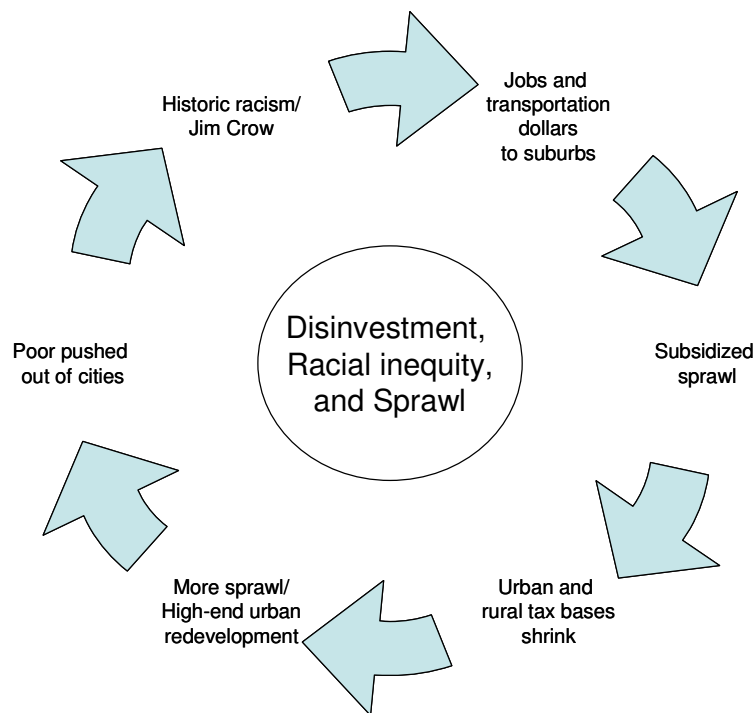 Historic racism/
Jim Crow
Jobs and
transportation
dollars
to suburbs
Disinvestment,
Racial inequity,
and Sprawl
Subsidized
sprawl
Urban and
rural tax bases
shrink
More sprawl/
High-end urban
redevelopment
Poor pushed
out of cities